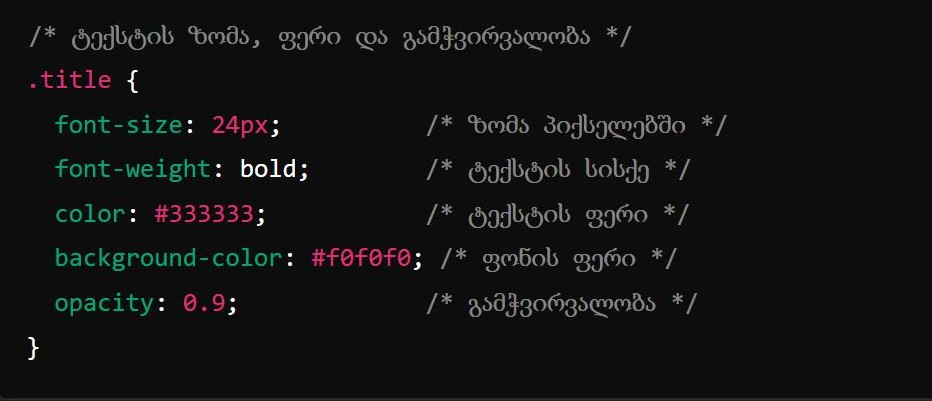 /* ტექსტის ზომა, ფერი და გამჭვირვალობა */
.title {
font-size: 24px; /* ზომა პიქსელებში */
font-weight: bold; /* ტექსტის სისქე */
color: #333333; /* ტექსტის ფერი */
background-color: #f0f0f0; /* ფონის ფერი */
opacity: 0.9; /* გამჭვირვალობა */
}